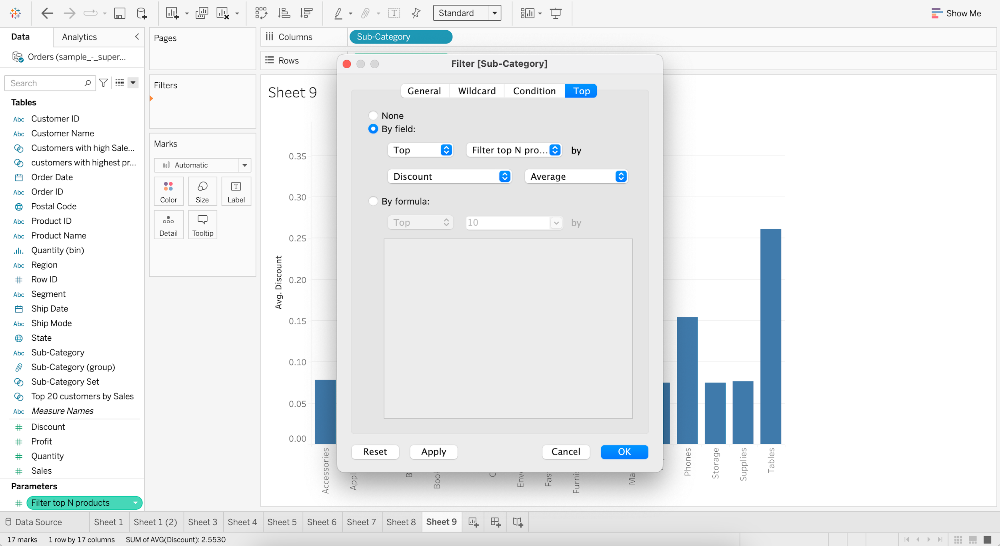 Standard
Show Me
Data
Analytics
Orders (sample_-_super...
Search
Tables
Abc Customer ID
Abc Customer Name
Customers with high Sale...
customers with highest pr...
Order Date
Abc Order ID
Postal Code
Abc Product ID
Abc Product Name
Quantity (bin)
Abc Region
Row ID
Abc Segment
Ship Date
Abc Ship Mode
State
Abc Sub-Category
Sub-Category (group)
Sub-Category Set
Top 20 customers by Sales
Abc Measure Names
Discount
Profit
Quantity
Sales
Parameters
Filter top N products
Pages
Filters
Marks
Automatic
Color Size Label
Detail Tooltip
Columns Sub-Category
Rows
Sheet 9
Avg. Discount
0.35
0.30
0.25
0.20
0.15
0.10
0.05
0.00
Accessories
Appl
B
Boo
C
Env
Fas
Furni
Ma
Phones
Storage
Supplies
Tables
Filter [Sub-Category]
General Wildcard Condition Top
None
By field:
Top Filter top N pro... by
Discount Average
By formula:
Top 10 by
Reset Apply Cancel OK
Data Source Sheet 1 Sheet 1 (2) Sheet 3 Sheet 4 Sheet 5 Sheet 6 Sheet 7 Sheet 8 Sheet 9
17 marks 1 row by 17 columns SUM of AVG(Discount): 2.5530